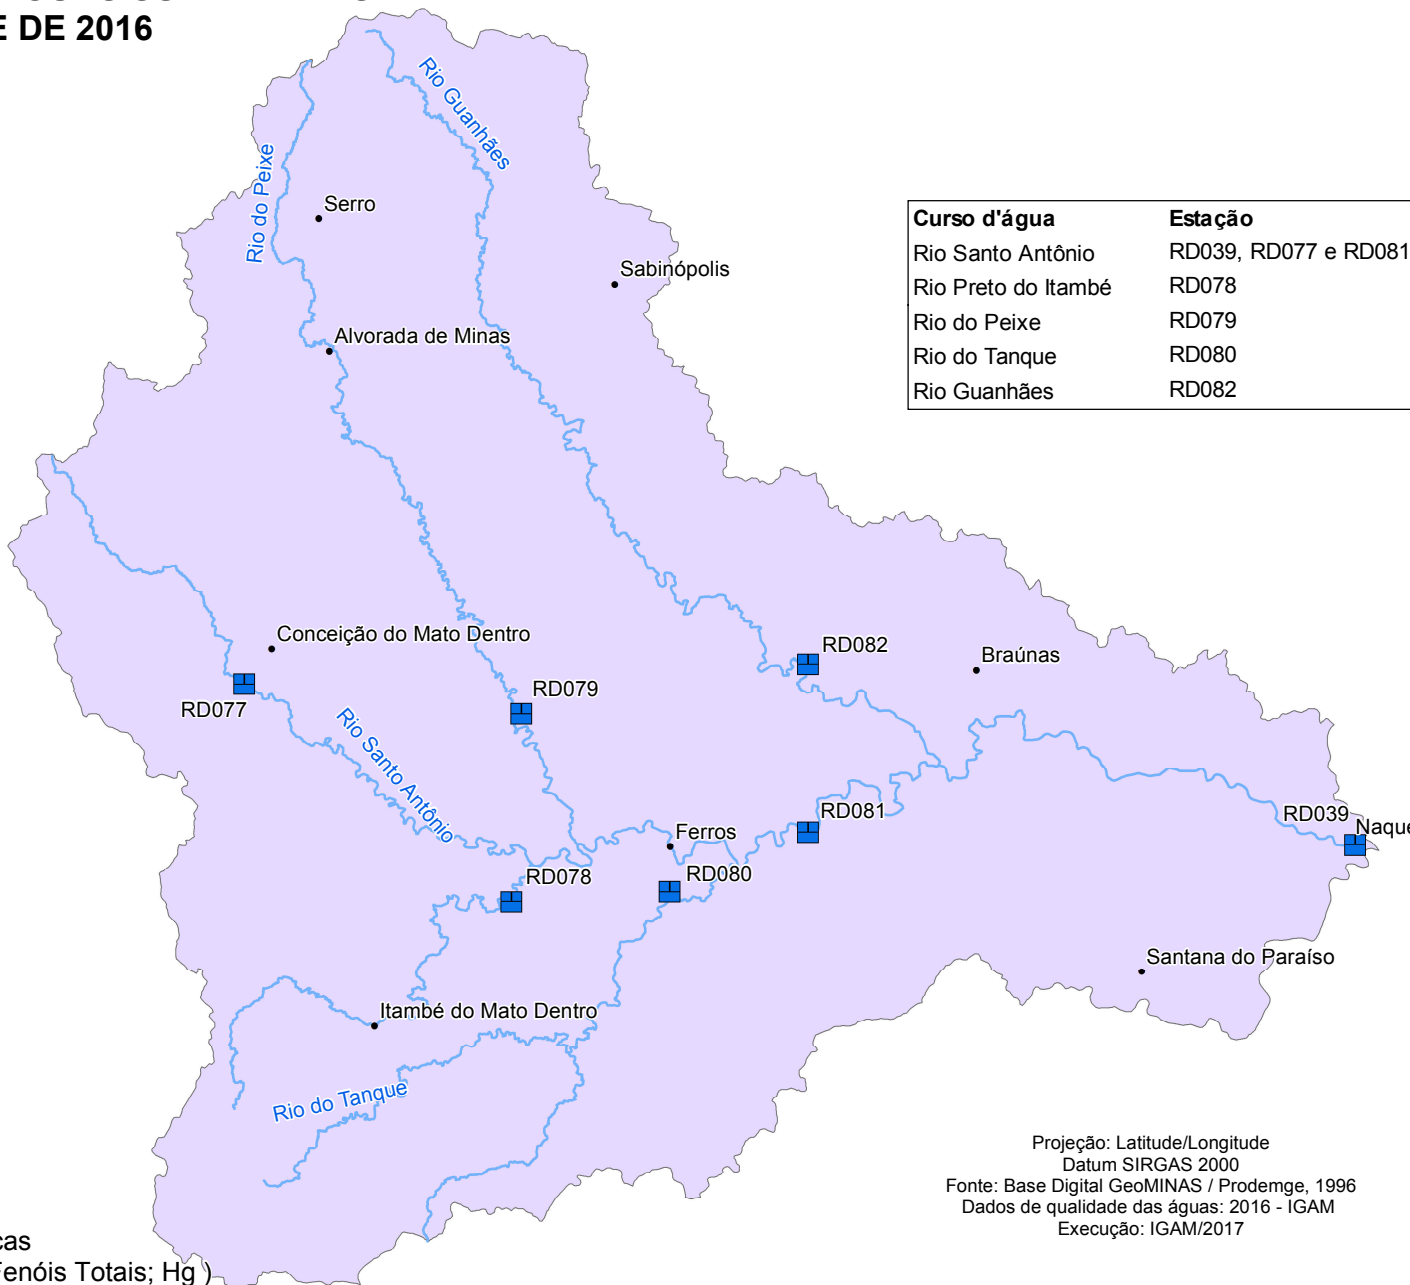 E DE 2016
Rio Guanhães
Rio do Peixe
Serro
Sabinópolis
Alvorada de Minas
Curso d'água Estação
Rio Santo Antônio RD039, RD077 e RD081
Rio Preto do Itambé RD078
Rio do Peixe RD079
Rio do Tanque RD080
Rio Guanhães RD082
Conceição do Mato Dentro
RD082
Braúnas
RD079
RD077
Rio Santo Antônio
RD081
RD039
Ferros
RD078
RD080
Santana do Paraíso
Itambé do Mato Dentro
Rio do Tanque
Projeção: Latitude/Longitude
Datum SIRGAS 2000
Fonte: Base Digital GeoMINAS / Prodemge, 1996
Dados de qualidade das águas: 2016 - IGAM
Execução: IGAM/2017
Fenóis Totais; Hg )